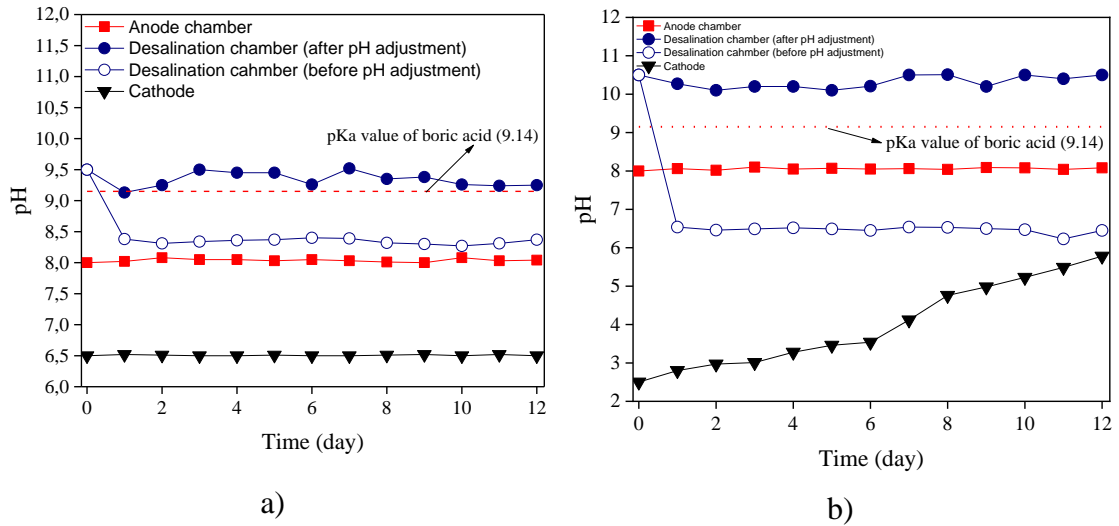 12,0
11,5
11,0
10,5
10,0
9,5
9,0
8,5
8,0
7,5
7,0
6,5
6,0
pH
Anode chamber
Desalination chamber (after pH adjustment)
Desalination cahmber (before pH adjustment)
Cathode
pKa value of boric acid (9.14)
0 2 4 6 8 10 12
Time (day)
a)
12
11
10
9
8
7
6
5
4
3
2
pH
Anode chamber
Desalination chamber (after pH adjustment)
Desalination cahmber (before pH adjustment)
Cathode
pKa value of boric acid (9.14)
0 2 4 6 8 10 12
Time (day)
b)